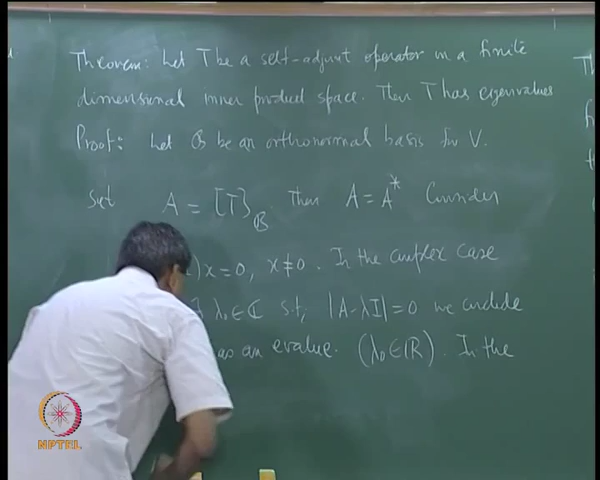 Theorem: Let T be a self-adjoint operator in a finite
dimensional inner product space. Then T has eigenvalues
Proof: Let B be an orthonormal basis for V.
Set A = [T]_B. Then A = A* Consider
)x=0, x≠0. In the complex case
λ₀∈ℂ s.t, |A-λI|=0 we conclude
as an evalue. (λ₀∈ℝ). In the
NPTEL